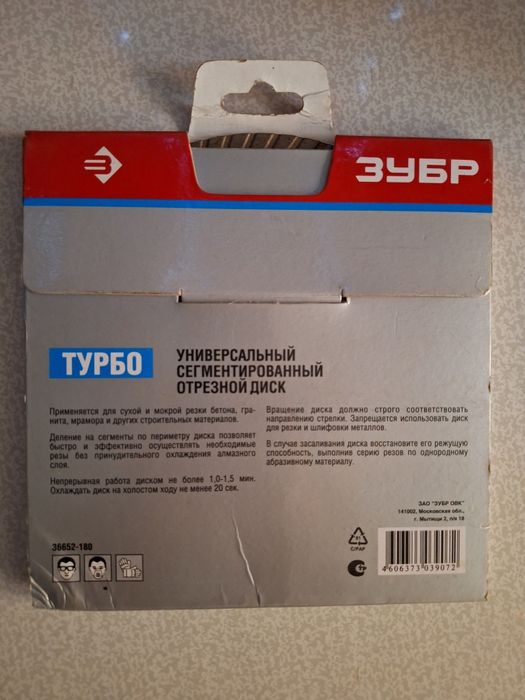 ЗУБР
ТУРБО
УНИВЕРСАЛЬНЫЙ
СЕГМЕНТИРОВАННЫЙ
ОТРЕЗНОЙ ДИСК
Применяется для сухой и мокрой резки бетона, гра-
нита, мрамора и других строительных материалов.
Деление на сегменты по периметру диска позволяет
быстро и эффективно осуществлять необходимые
резы без принудительного охлаждения алмазного
слоя.
Непрерывная работа диском не более 1,0-1,5 мин.
Охлаждать диск на холостом ходу не менее 20 сек.
Вращение диска должно строго соответствовать
направлению стрелки. Запрещается использовать диск
для резки и шлифовки металлов.
В случае засаливания диска восстановите его режущую
способность, выполнив серию резов по однородному
абразивному материалу.
ЗАО "ЗУБР ОВК"
141002, Московская обл.,
г. Мытищи 2, п/я 18
36652-180
81
C/PAP
4606373039072